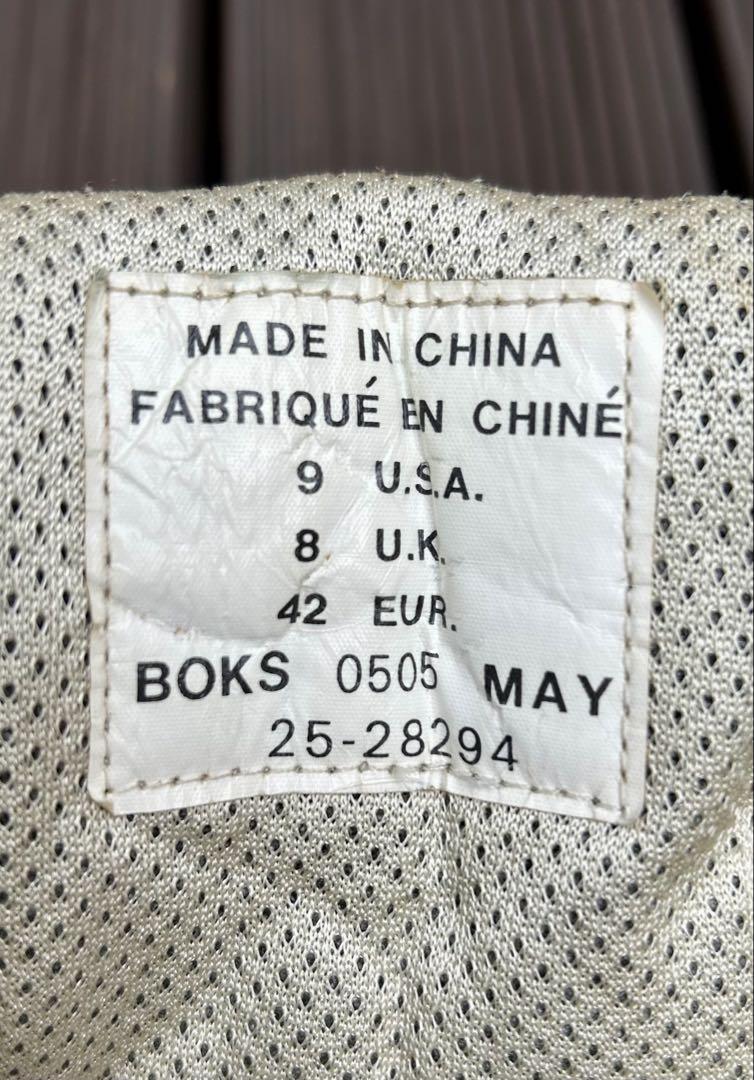 MADE IN CHINA
FABRIQUÉ EN CHINÉ
9 U.S.A.
8 U.K.
42 EUR.
BOKS 0505 MAY
25-28294